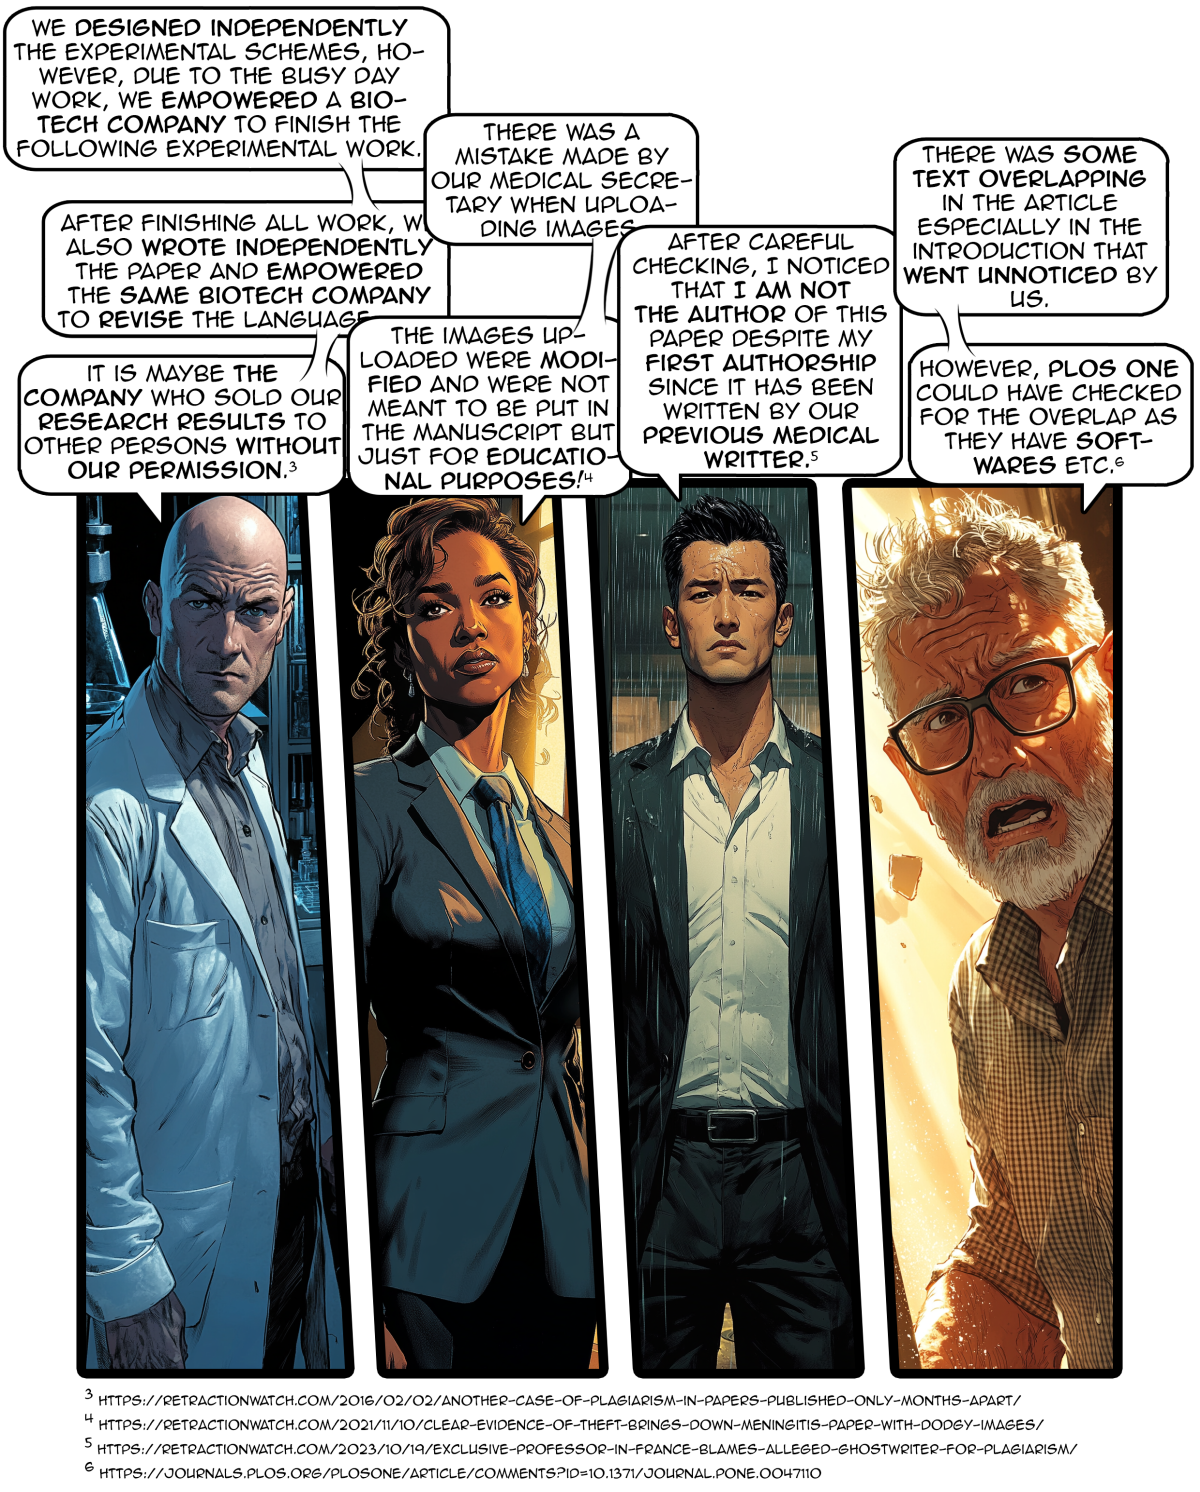 WE DESIGNED INDEPENDENTLY
THE EXPERIMENTAL SCHEMES, HO-
WEVER, DUE TO THE BUSY DAY
WORK, WE EMPOWERED A BIO-
TECH COMPANY TO FINISH THE
FOLLOWING EXPERIMENTAL WORK.
AFTER FINISHING ALL WORK, WE
ALSO WROTE INDEPENDENTLY
THE PAPER AND EMPOWERED
THE SAME BIOTECH COMPANY
TO REVISE THE LANGUAGE.
IT IS MAYBE THE
COMPANY WHO SOLD OUR
RESEARCH RESULTS TO
OTHER PERSONS WITHOUT
OUR PERMISSION.3
THERE WAS A
MISTAKE MADE BY
OUR MEDICAL SECRE-
TARY WHEN UPLOA-
DING IMAGES.
THE IMAGES UP-
LOADED WERE MODI-
FIED AND WERE NOT
MEANT TO BE PUT IN
THE MANUSCRIPT BUT
JUST FOR EDUCATIO-
NAL PURPOSES!4
AFTER CAREFUL
CHECKING, I NOTICED
THAT I AM NOT
THE AUTHOR OF THIS
PAPER DESPITE MY
FIRST AUTHORSHIP
SINCE IT HAS BEEN
WRITTEN BY OUR
PREVIOUS MEDICAL
WRITTER.5
THERE WAS SOME
TEXT OVERLAPPING
IN THE ARTICLE
ESPECIALLY IN THE
INTRODUCTION THAT
WENT UNNOTICED BY
US.
HOWEVER, PLOS ONE
COULD HAVE CHECKED
FOR THE OVERLAP AS
THEY HAVE SOFT-
WARES ETC.6
3 HTTPS://RETRACTIONWATCH.COM/2016/02/02/ANOTHER-CASE-OF-PLAGIARISM-IN-PAPERS-PUBLISHED-ONLY-MONTHS-APART/
4 HTTPS://RETRACTIONWATCH.COM/2021/11/10/CLEAR-EVIDENCE-OF-THEFT-BRINGS-DOWN-MENINGITIS-PAPER-WITH-DODGY-IMAGES/
5 HTTPS://RETRACTIONWATCH.COM/2023/10/19/EXCLUSIVE-PROFESSOR-IN-FRANCE-BLAMES-ALLEGED-GHOSTWRITER-FOR-PLAGIARISM/
6 HTTPS://JOURNALS.PLOS.ORG/PLOSONE/ARTICLE/COMMENTS?ID=10.1371/JOURNAL.PONE.0047110